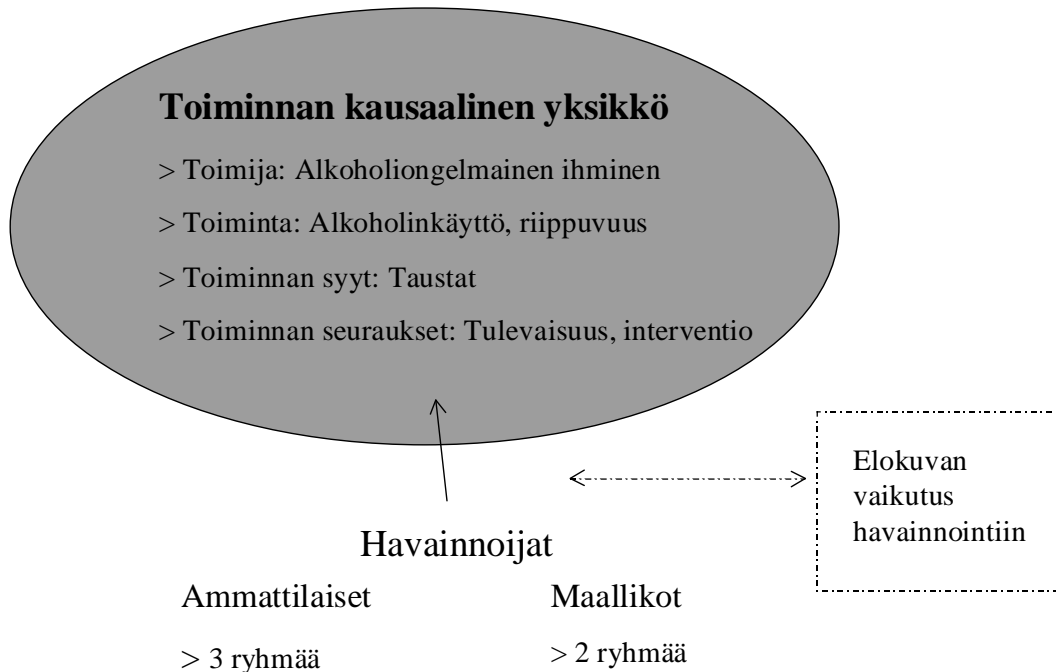 Toiminnan kausaalinen yksikkö
> Toimija: Alkoholiongelmainen ihminen
> Toiminta: Alkoholinkäyttö, riippuvuus
> Toiminnan syyt: Taustat
> Toiminnan seuraukset: Tulevaisuus, interventio
Elokuvan
vaikutus
havainnointiin
Havainnoijat
Ammattilaiset
> 3 ryhmää
Maallikot
> 2 ryhmää